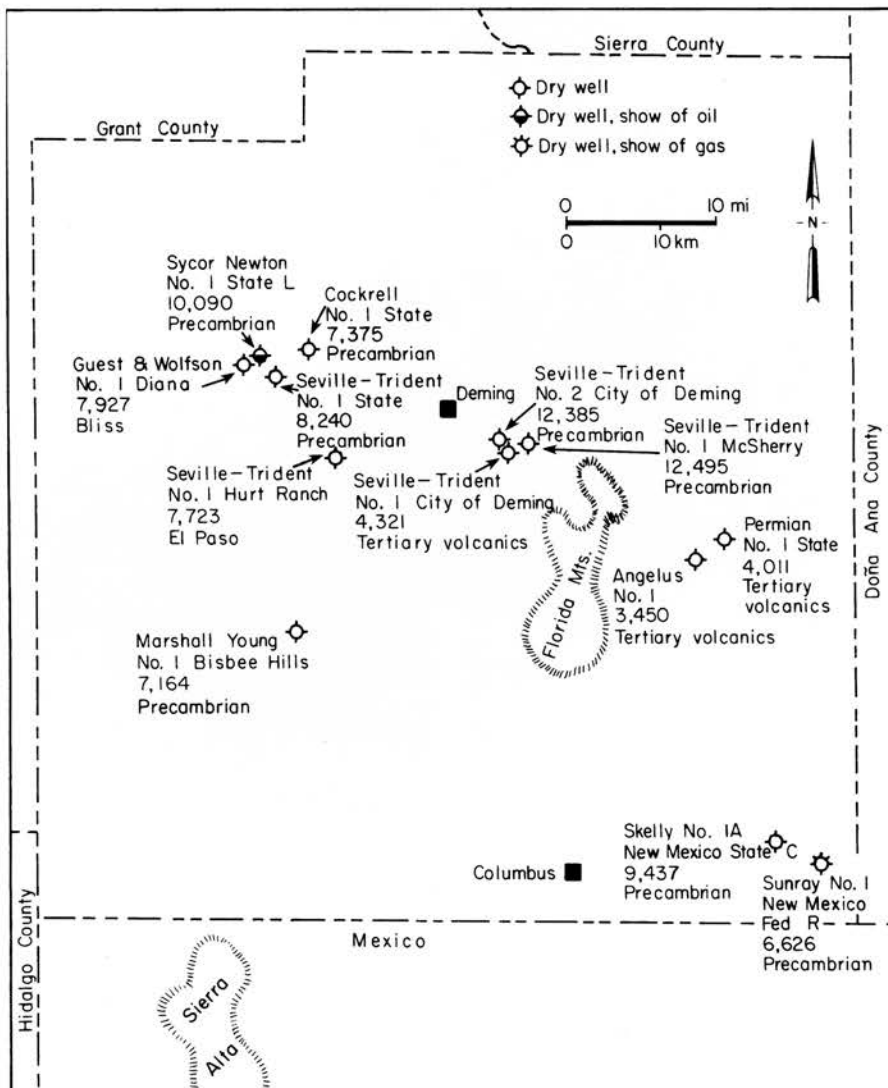 Sierra County
Dry well
Dry well, show of oil
Grant County
Dry well, show of gas
0 10 mi
0 10 km
N
Sycor Newton
No. 1 State L
10,090
Precambrian
Cockrell
No. 1 State
7,375
Precambrian
Guest & Wolfson
No. 1 Diana
7,927
Bliss
Seville-Trident
No. 1 State
8,240
Precambrian
Deming
Seville-Trident
No. 2 City of Deming
12,385
Precambrian
Seville-Trident
No. 1 McSherry
12,495
Precambrian
Seville-Trident
No. 1 Hurt Ranch
7,723
El Paso
Seville-Trident
No. 1 City of Deming
4,321
Tertiary volcanics
Doña Ana County
Florida Mts.
Permian
No. 1 State
4,011
Tertiary
volcanics
Angelus
No. 1
3,450
Tertiary volcanics
Marshall Young
No. 1 Bisbee Hills
7,164
Precambrian
Skelly No. 1A
New Mexico State C
9,437
Precambrian
Columbus
Sunray No. 1
New Mexico
Fed R
6,626
Precambrian
Hidalgo County
Mexico
Sierra
Alta